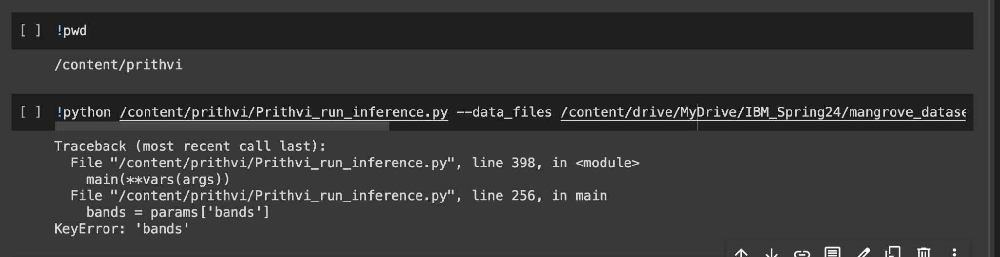 [ ] !pwd
/content/prithvi
[ ] !python /content/prithvi/Prithvi_run_inference.py --data_files /content/drive/MyDrive/IBM_Spring24/mangrove_datase
Traceback (most recent call last):
  File "/content/prithvi/Prithvi_run_inference.py", line 398, in <module>
    main(**vars(args))
  File "/content/prithvi/Prithvi_run_inference.py", line 256, in main
    bands = params['bands']
KeyError: 'bands'